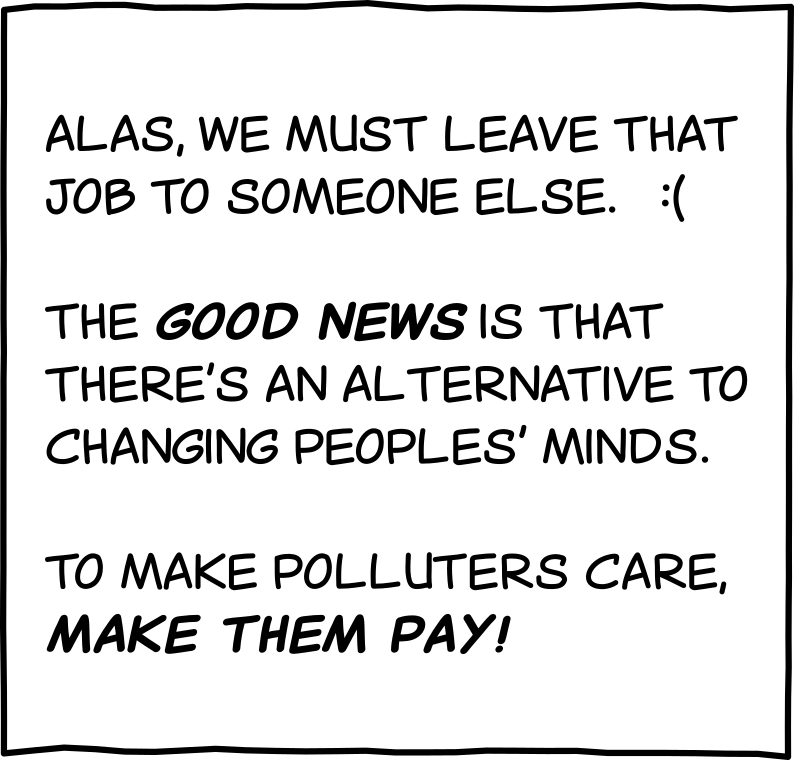 ALAS, WE MUST LEAVE THAT
JOB TO SOMEONE ELSE. :(
THE GOOD NEWS IS THAT
THERE'S AN ALTERNATIVE TO
CHANGING PEOPLES' MINDS.
TO MAKE POLLUTERS CARE,
MAKE THEM PAY!